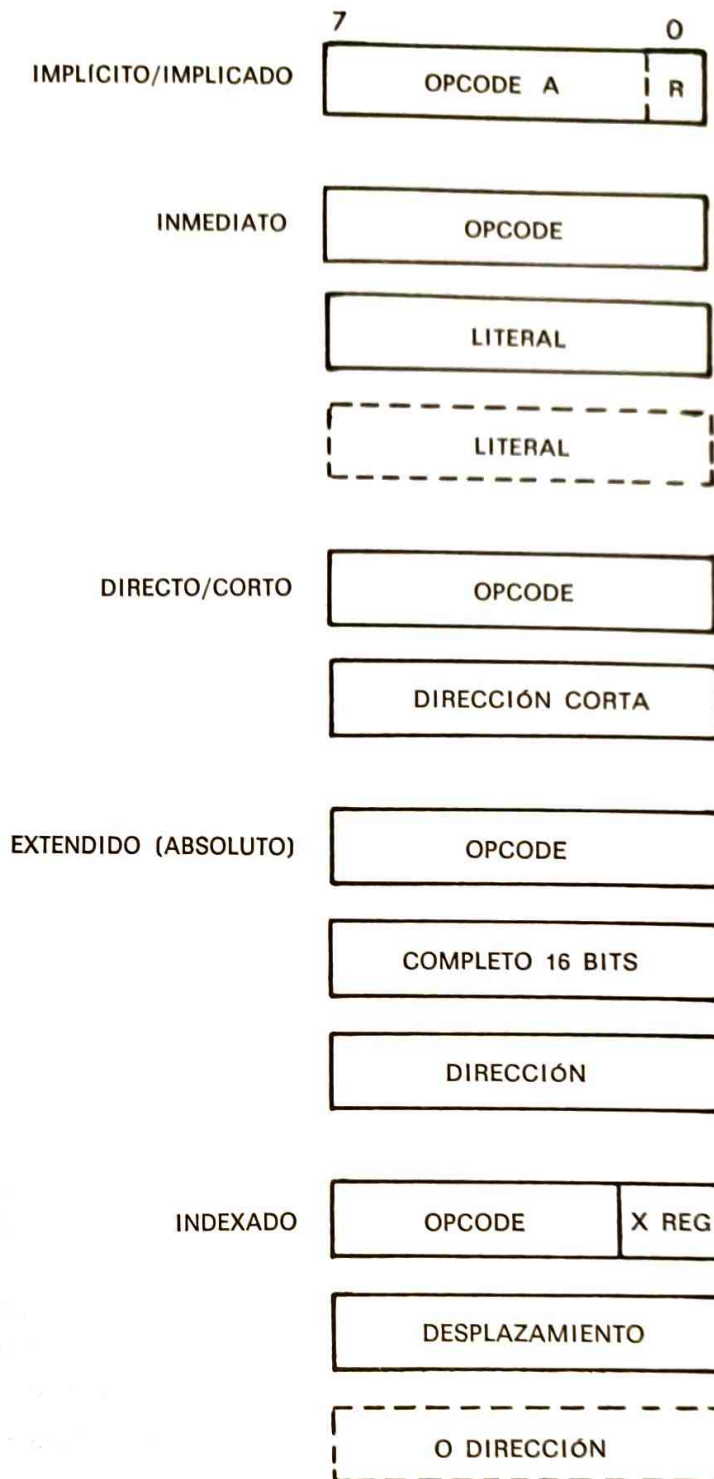 7 0
IMPLÍCITO/IMPLICADO OPCODE A R
INMEDIATO OPCODE
LITERAL
LITERAL
DIRECTO/CORTO OPCODE
DIRECCIÓN CORTA
EXTENDIDO (ABSOLUTO) OPCODE
COMPLETO 16 BITS
DIRECCIÓN
INDEXADO OPCODE X REG
DESPLAZAMIENTO
O DIRECCIÓN